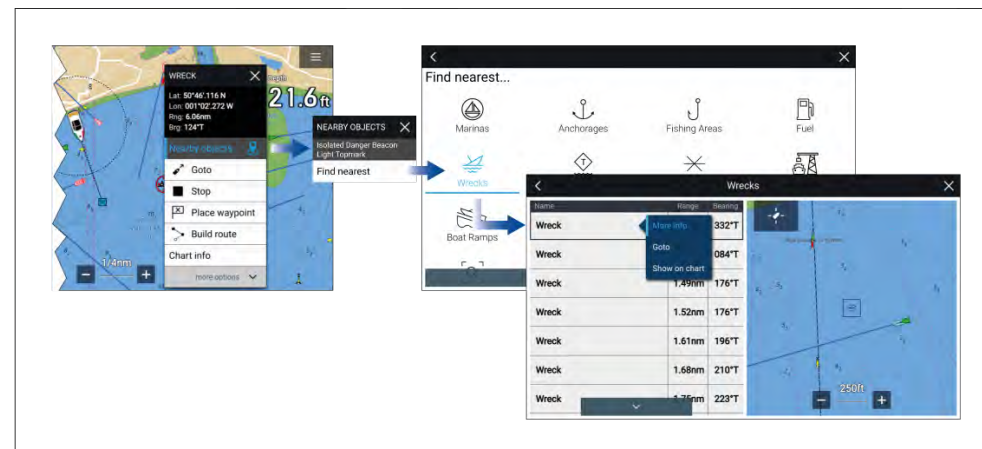 WRECK
Lat: 50°46'.116 N
Lon: 001°02'.272 W
Rng: 6.06nm
Brg: 124°T
Nearby objects
Goto
Stop
Place waypoint
Build route
Chart info
more options
Depth
21.6ft
1/4nm
NEARBY OBJECTS
Isolated Danger Beacon
Light Topmark
Find nearest
Find nearest...
Marinas
Anchorages
Fishing Areas
Fuel
Wrecks
Boat Ramps
Wrecks
Name Range Bearing
Wreck 332°T
Wreck 084°T
Wreck 1.49nm 176°T
Wreck 1.52nm 176°T
Wreck 1.61nm 196°T
Wreck 1.68nm 210°T
Wreck 1.75nm 223°T
More info
Goto
Show on chart
250ft